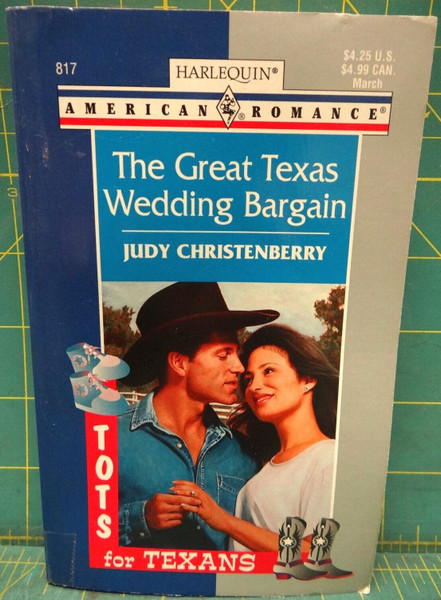 817
HARLEQUIN®
$4.25 U.S.
$4.99 CAN.
March
AMERICAN ® ROMANCE®
The Great Texas
Wedding Bargain
JUDY CHRISTENBERRY
TOTS
for TEXANS